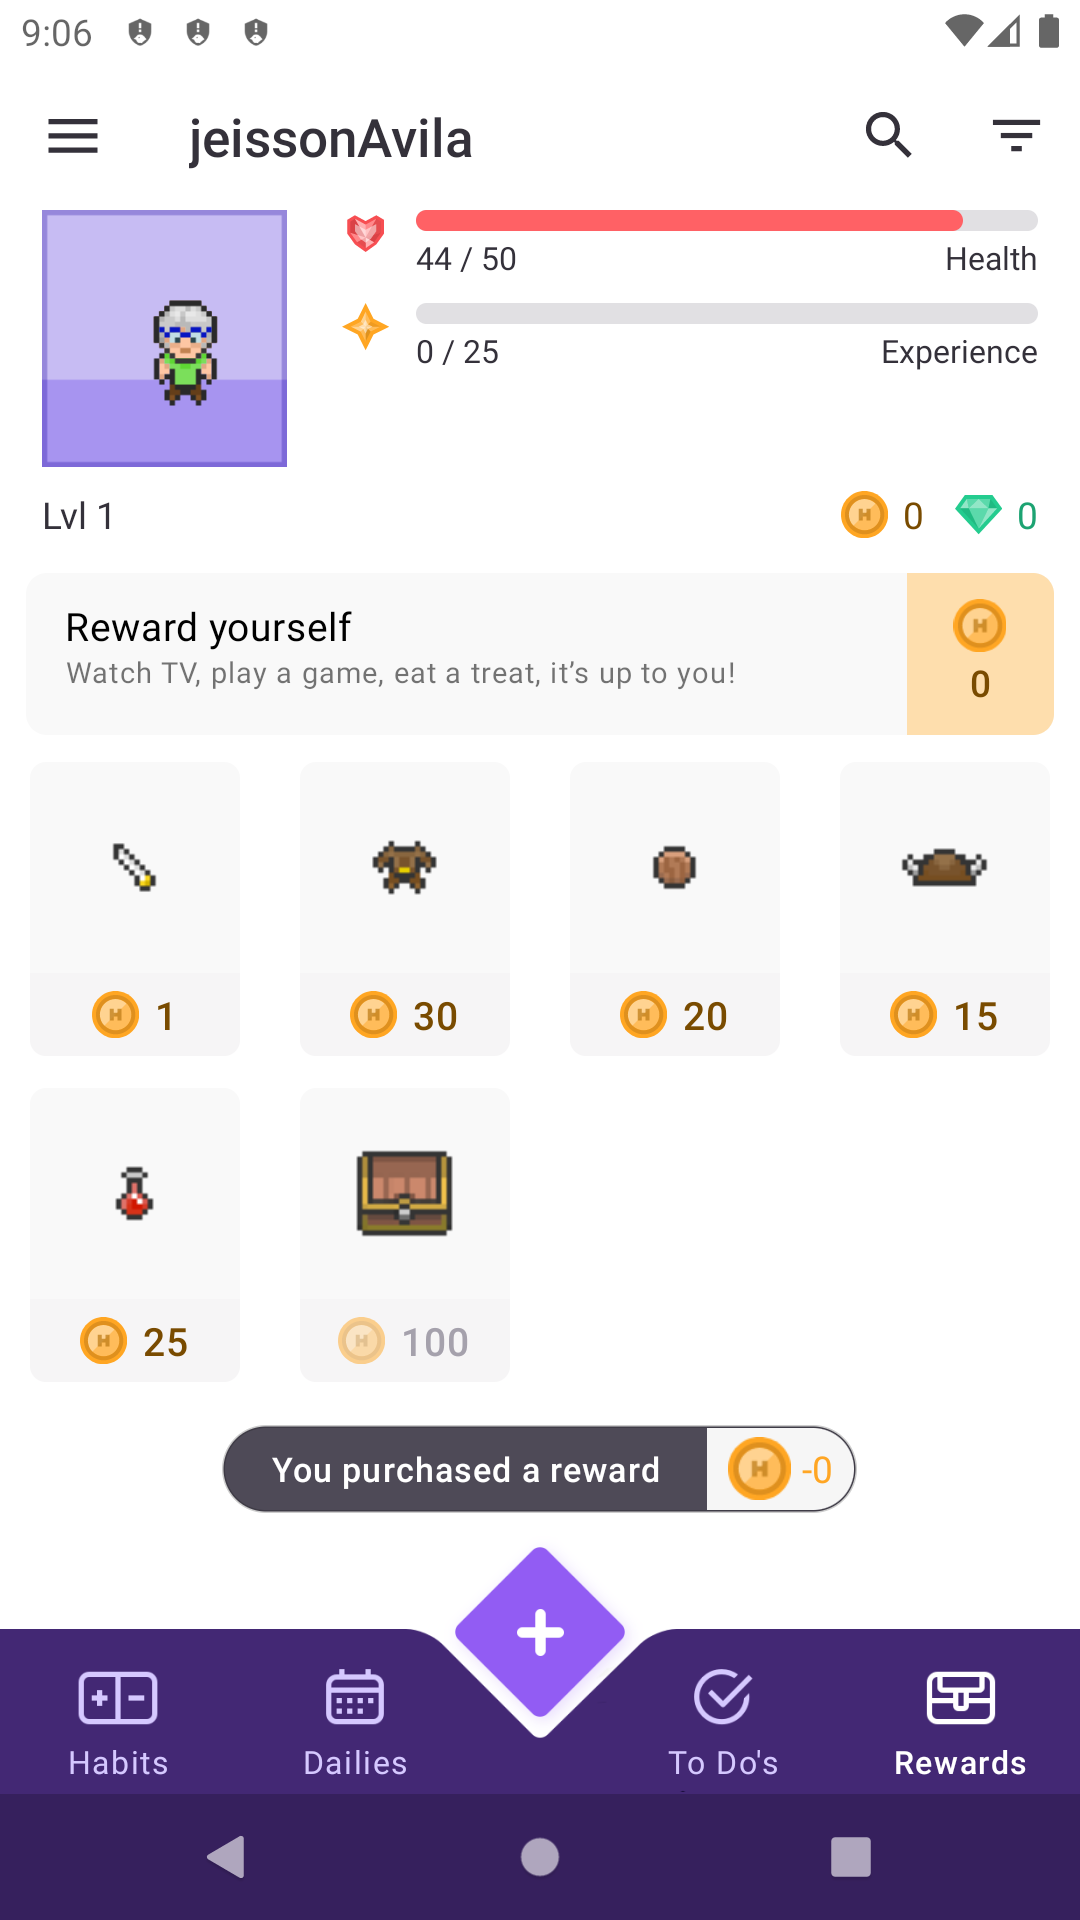 9:06
jeissonAvila
44 / 50 Health
0 / 25 Experience
Lvl 1 0 0
Reward yourself
Watch TV, play a game, eat a treat, it's up to you!
0
1 30 20 15
25 100
You purchased a reward -0
Habits Dailies To Do's Rewards